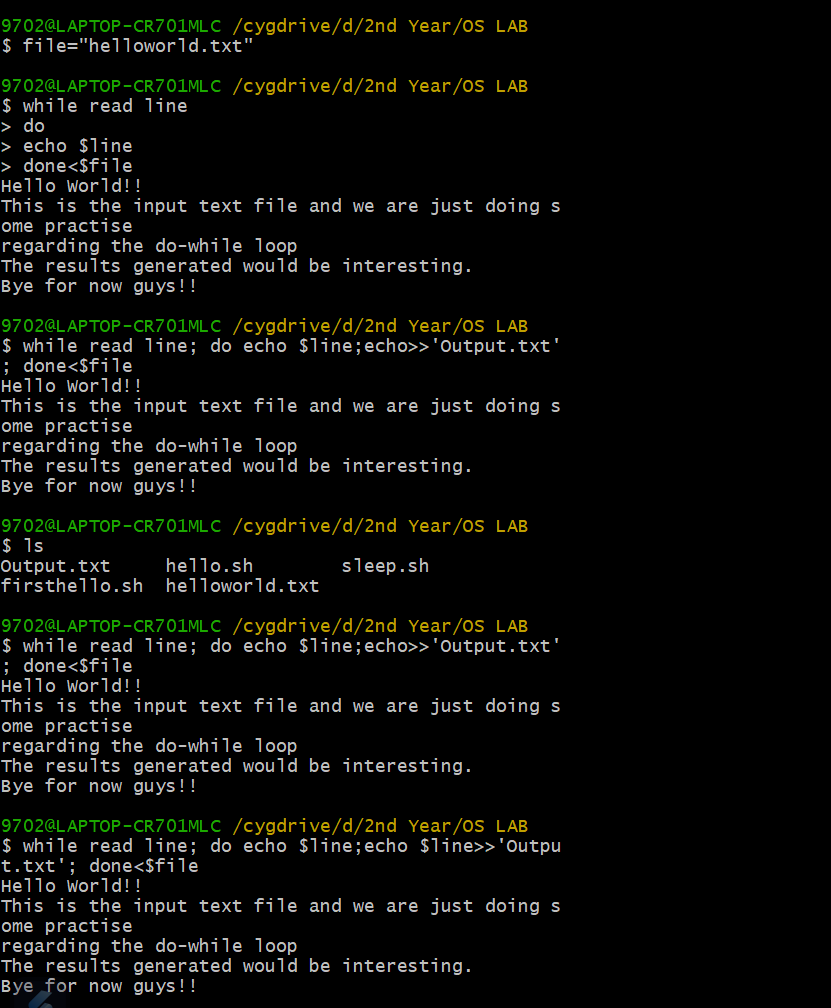 9702@LAPTOP-CR701MLC /cygdrive/d/2nd Year/OS LAB
$ file="helloworld.txt"
9702@LAPTOP-CR701MLC /cygdrive/d/2nd Year/OS LAB
$ while read line
> do
> echo $line
> done<$file
Hello World!!
This is the input text file and we are just doing s
ome practise
regarding the do-while loop
The results generated would be interesting.
Bye for now guys!!
9702@LAPTOP-CR701MLC /cygdrive/d/2nd Year/OS LAB
$ while read line; do echo $line;echo>>'Output.txt'
; done<$file
Hello World!!
This is the input text file and we are just doing s
ome practise
regarding the do-while loop
The results generated would be interesting.
Bye for now guys!!
9702@LAPTOP-CR701MLC /cygdrive/d/2nd Year/OS LAB
$ ls
Output.txt     hello.sh        sleep.sh
firsthello.sh  helloworld.txt
9702@LAPTOP-CR701MLC /cygdrive/d/2nd Year/OS LAB
$ while read line; do echo $line;echo>>'Output.txt'
; done<$file
Hello World!!
This is the input text file and we are just doing s
ome practise
regarding the do-while loop
The results generated would be interesting.
Bye for now guys!!
9702@LAPTOP-CR701MLC /cygdrive/d/2nd Year/OS LAB
$ while read line; do echo $line;echo $line>>'Outpu
t.txt'; done<$file
Hello World!!
This is the input text file and we are just doing s
ome practise
regarding the do-while loop
The results generated would be interesting.
Bye for now guys!!